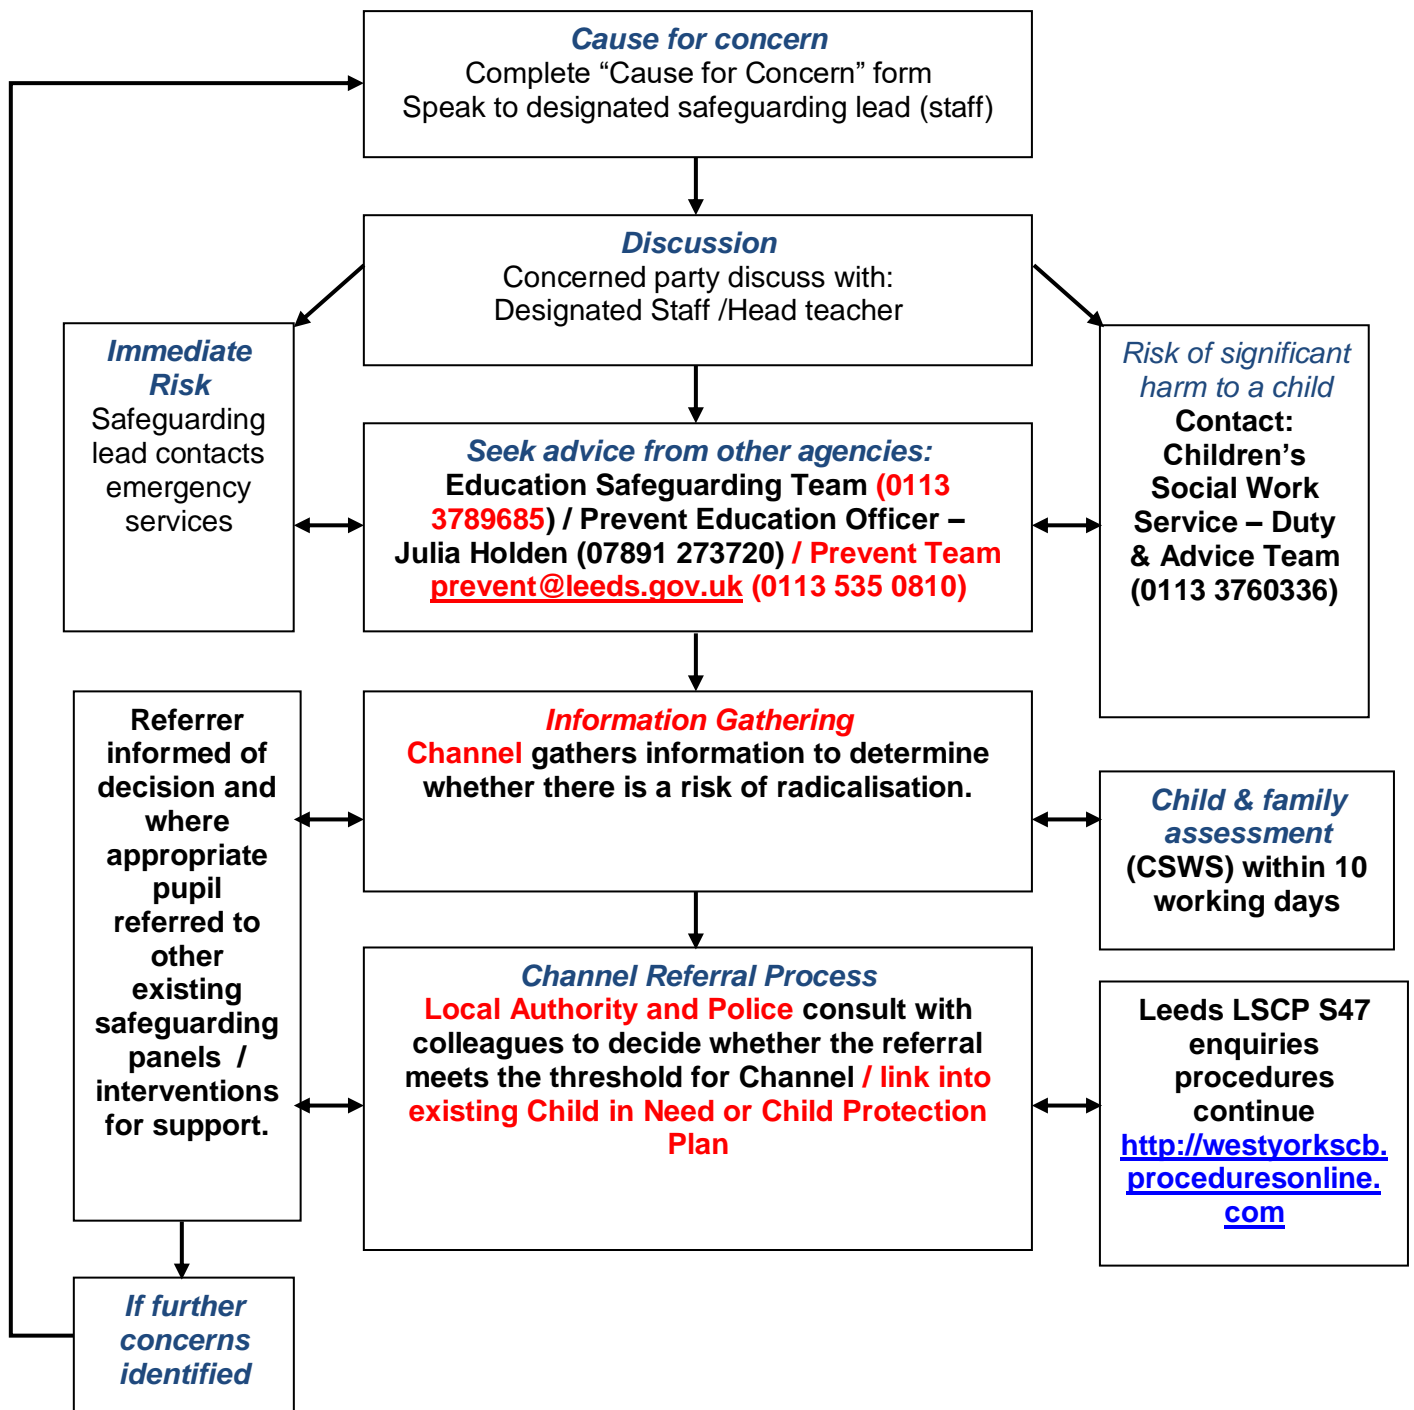 Cause for concern
Complete “Cause for Concern” form
Speak to designated safeguarding lead (staff)
Discussion
Concerned party discuss with:
Designated Staff /Head teacher
Immediate
Risk
Safeguarding
lead contacts
emergency
services
Seek advice from other agencies:
Education Safeguarding Team (0113
3789685) / Prevent Education Officer –
Julia Holden (07891 273720) / Prevent Team
prevent@leeds.gov.uk (0113 535 0810)
Risk of significant
harm to a child
Contact:
Children’s
Social Work
Service – Duty
& Advice Team
(0113 3760336)
Referrer
informed of
decision and
where
appropriate
pupil
referred to
other
existing
safeguarding
panels  /
interventions
for support.
Information Gathering
Channel gathers information to determine
whether there is a risk of radicalisation.
Child & family
assessment
(CSWS) within 10
working days
Channel Referral Process
Local Authority and Police consult with
colleagues to decide whether the referral
meets the threshold for Channel / link into
existing Child in Need or Child Protection
Plan
Leeds LSCP S47
enquiries
procedures
continue
http://westyorkscb.
proceduresonline.
com
If further
concerns
identified